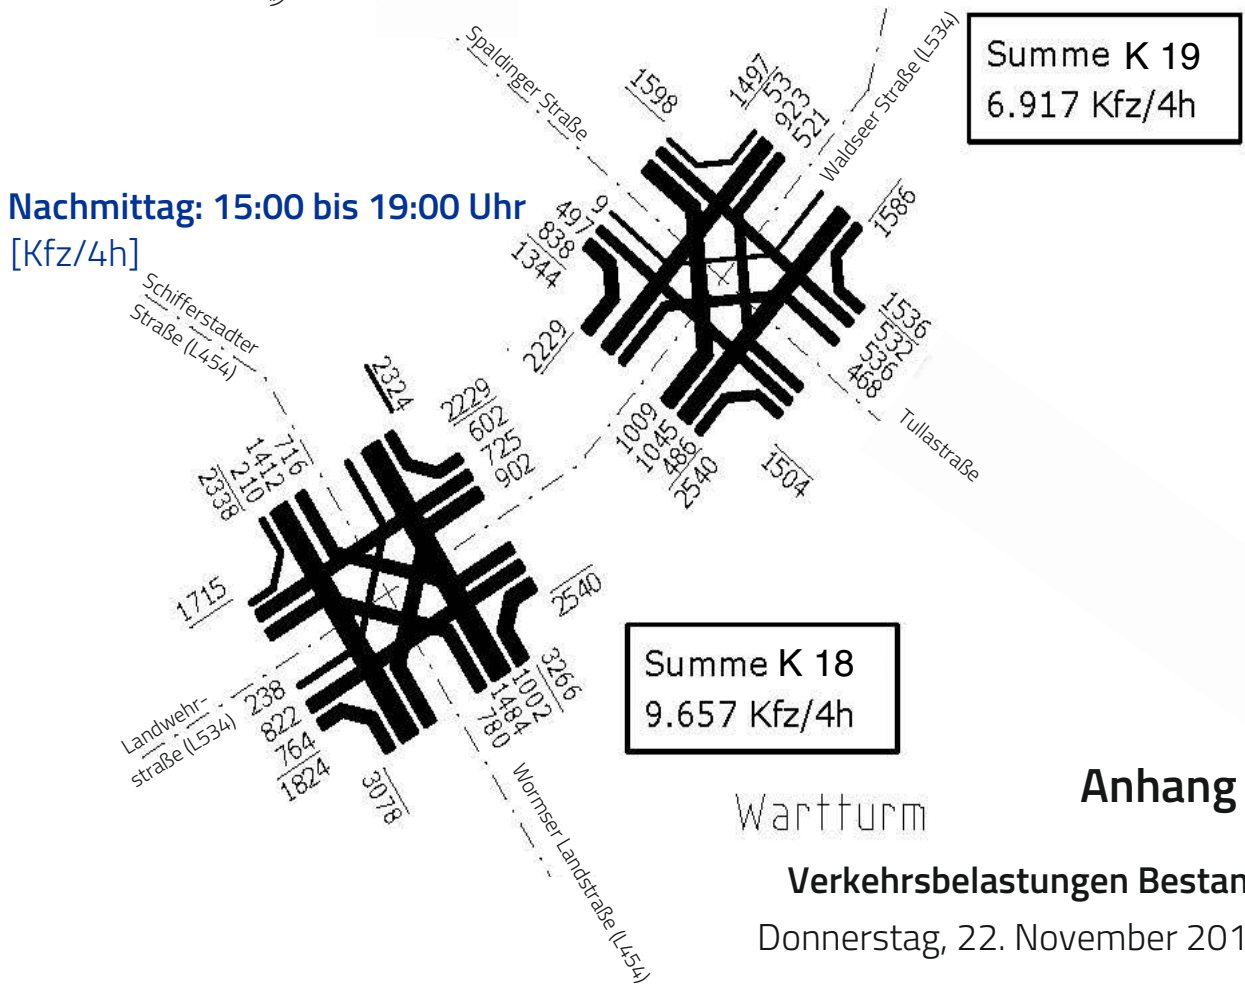 Spaldinger Straße
Waldseer Straße (L534)
Summe K 19
6.917 Kfz/4h
1598
1497
53
923
521
Nachmittag: 15:00 bis 19:00 Uhr
[Kfz/4h]
9
497
838
1344
1586
2229
1536
532
536
468
1009
1045
486
2540
1504
Tullastraße
Schifferstadter
Straße (L454)
2324
2229
602
725
902
716
1412
210
2338
1715
2540
Summe K 18
9.657 Kfz/4h
3266
1002
1484
780
238
822
764
1824
3078
Landwehr-
straße (L534)
Wormser Landstraße (L454)
Wartturm
Anhang
Verkehrsbelastungen Bestan
Donnerstag, 22. November 201